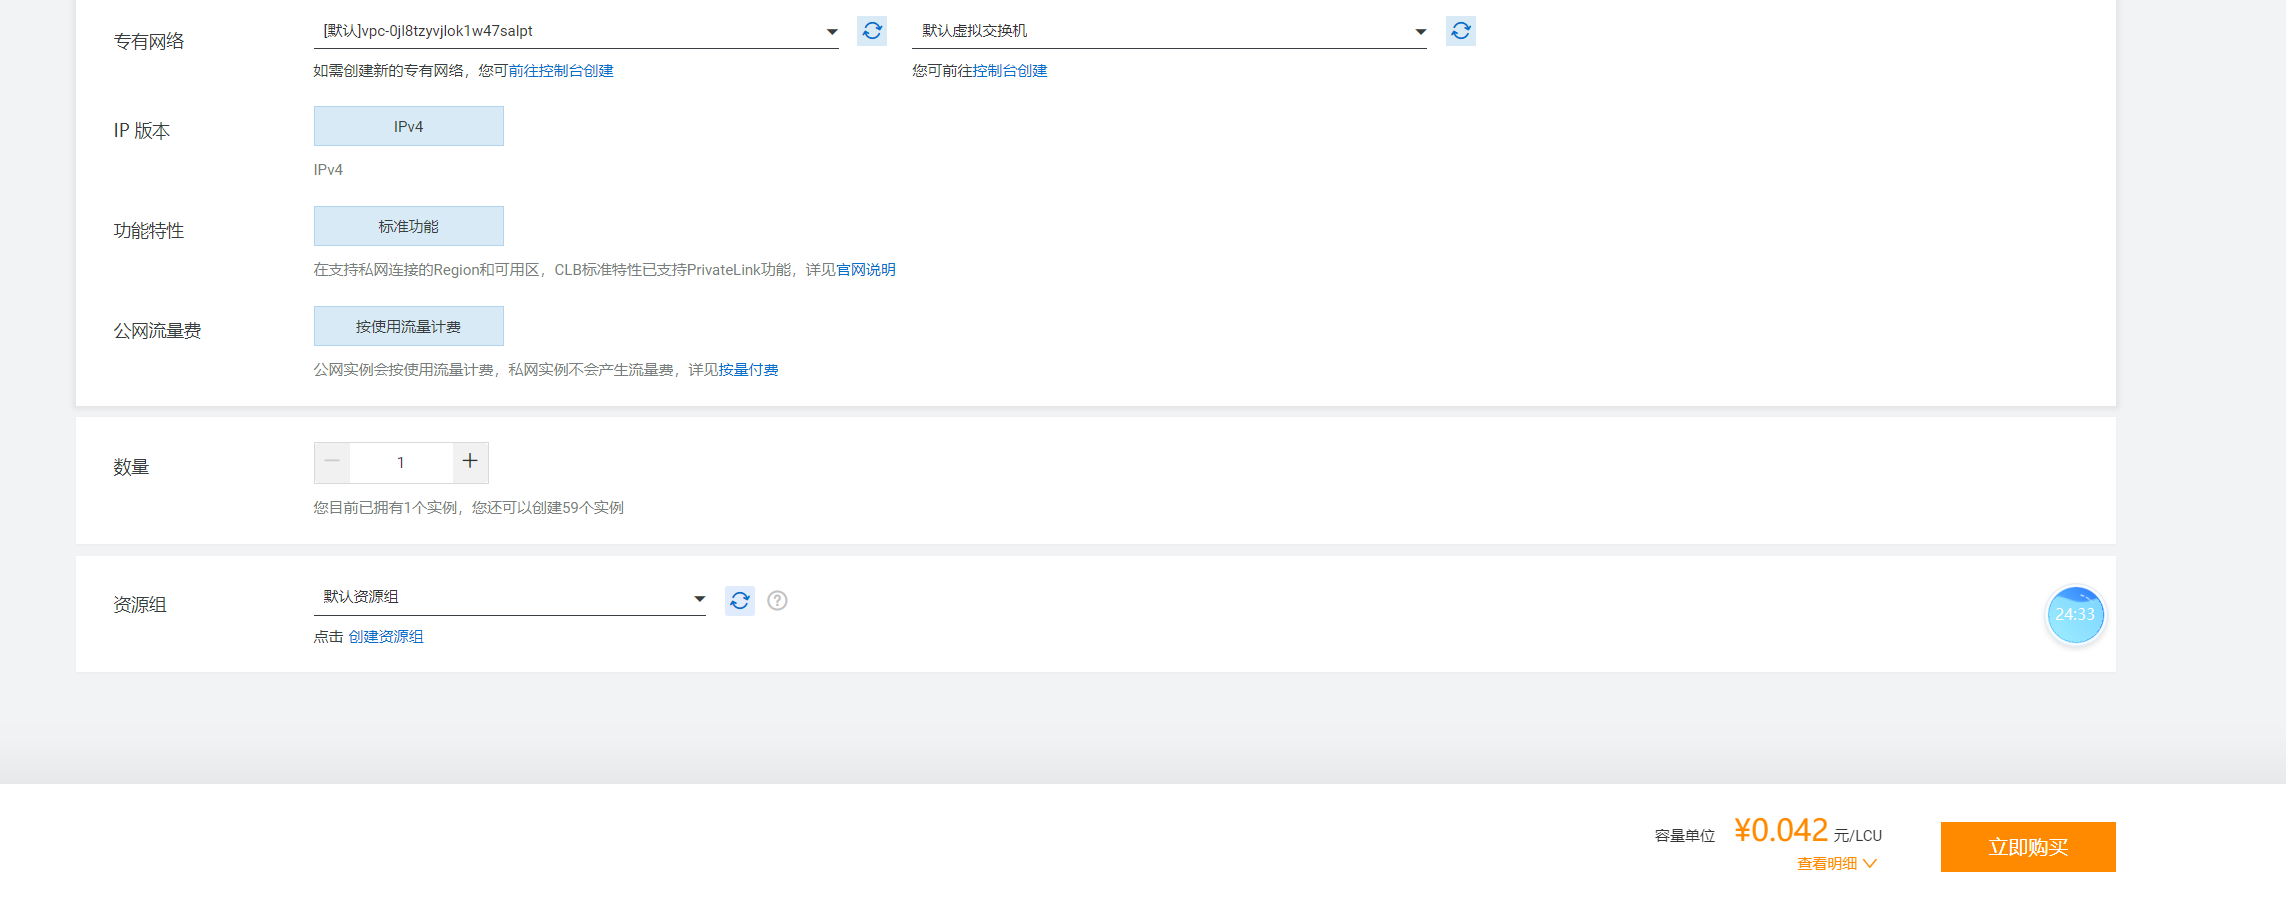 专有网络
[默认]vpc-0jl8tzyvjlok1w47salpt
默认虚拟交换机
如需创建新的专有网络，您可前往控制台创建
您可前往控制台创建
IP 版本
IPv4
IPv4
功能特性
标准功能
在支持私网连接的Region和可用区，CLB标准特性已支持PrivateLink功能，详见官网说明
公网流量费
按使用流量计费
公网实例会按使用流量计费，私网实例不会产生流量费，详见按量付费
数量
1
您目前已拥有1个实例，您还可以创建59个实例
资源组
默认资源组
点击 创建资源组
24:33
容量单位 ¥0.042 元/LCU
查看明细
立即购买